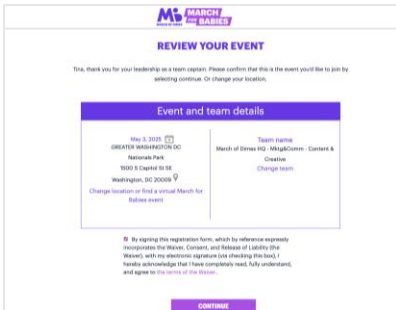 MARCH OF DIMES
MARCH FOR BABIES
REVIEW YOUR EVENT
Tina, thank you for your leadership as a team captain. Please confirm that this is the event you'd like to join by
selecting continue. Or change your location.
Event and team details
May 3, 2025
GREATER WASHINGTON DC
Nationals Park
1500 S Capitol St SE
Washington, DC 20009
Change location or find a virtual March for
Babies event
Team name
March of Dimes HQ - Mktg&Comm - Content &
Creative
Change team
By signing this registration form, which by reference expressly
incorporates the Waiver, Consent, and Release of Liability (the
Waiver), with my electronic signature (via checking this box), I
hereby acknowledge that I have completely read, fully understand,
and agree to the terms of the Waiver.
CONTINUE